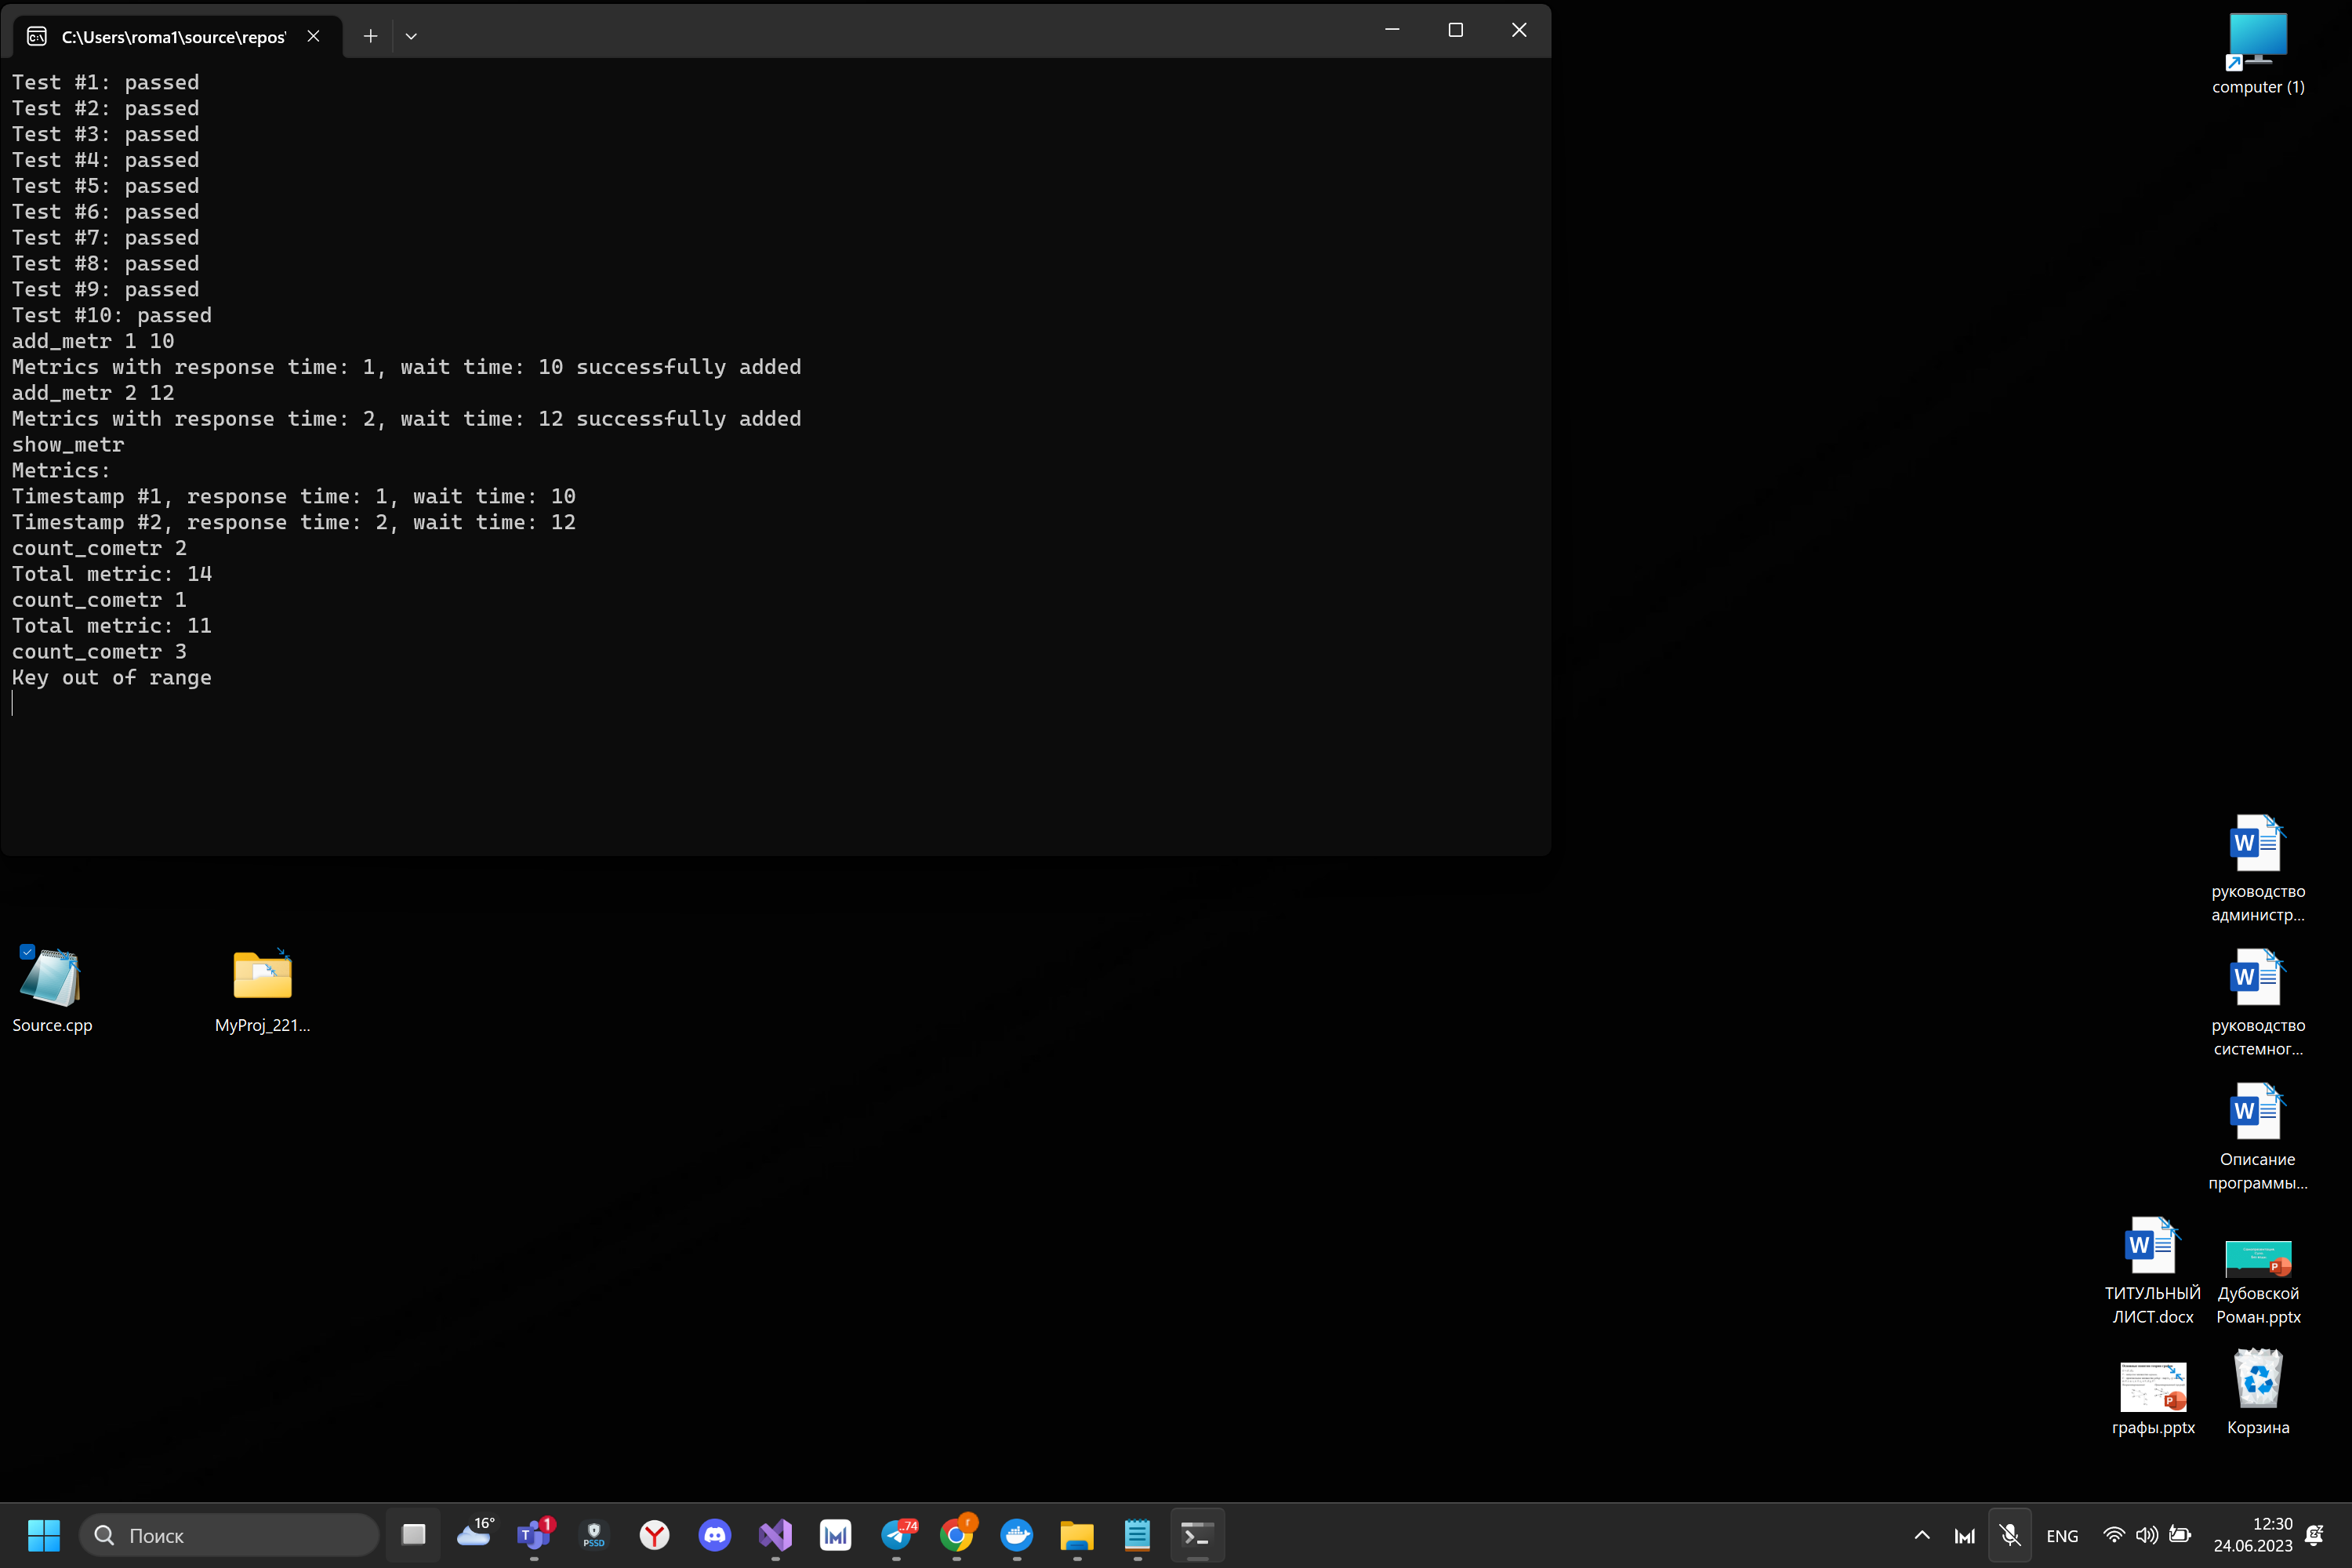 C:\Users\roma1\source\repos'
Test #1: passed
Test #2: passed
Test #3: passed
Test #4: passed
Test #5: passed
Test #6: passed
Test #7: passed
Test #8: passed
Test #9: passed
Test #10: passed
add_metr 1 10
Metrics with response time: 1, wait time: 10 successfully added
add_metr 2 12
Metrics with response time: 2, wait time: 12 successfully added
show_metr
Metrics:
Timestamp #1, response time: 1, wait time: 10
Timestamp #2, response time: 2, wait time: 12
count_cometr 2
Total metric: 14
count_cometr 1
Total metric: 11
count_cometr 3
Key out of range
computer (1)
руководство
администр...
Source.cpp
MyProj_221...
руководство
системног...
Описание
программы...
ТИТУЛЬНЫЙ
ЛИСТ.docx
Дубовской
Роман.pptx
графы.pptx
Корзина
Поиск
16°
1
PSSD
..74
r
ENG
12:30
24.06.2023